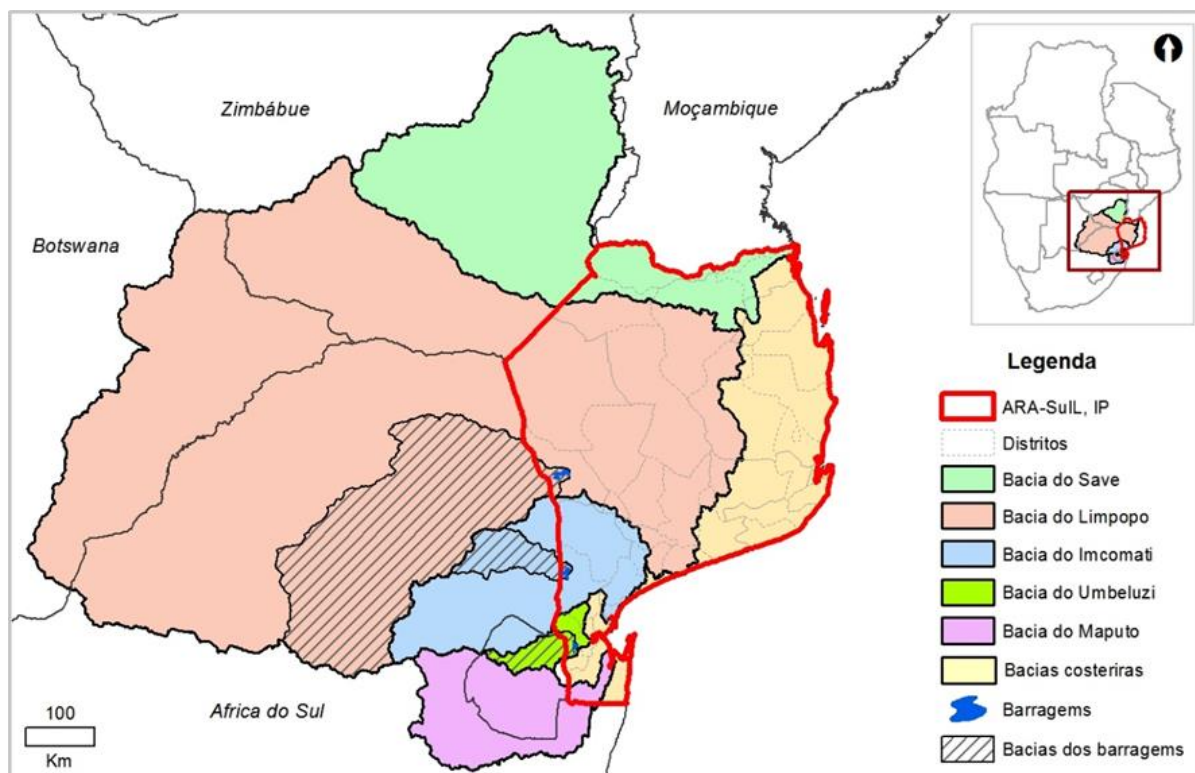 Zimbábue
Moçambique
Botswana
Africa do Sul
100
Km
Legenda
ARA-SulL, IP
Distritos
Bacia do Save
Bacia do Limpopo
Bacia do Imcomati
Bacia do Umbeluzi
Bacia do Maputo
Bacias costeriras
Barragems
Bacias dos barragems